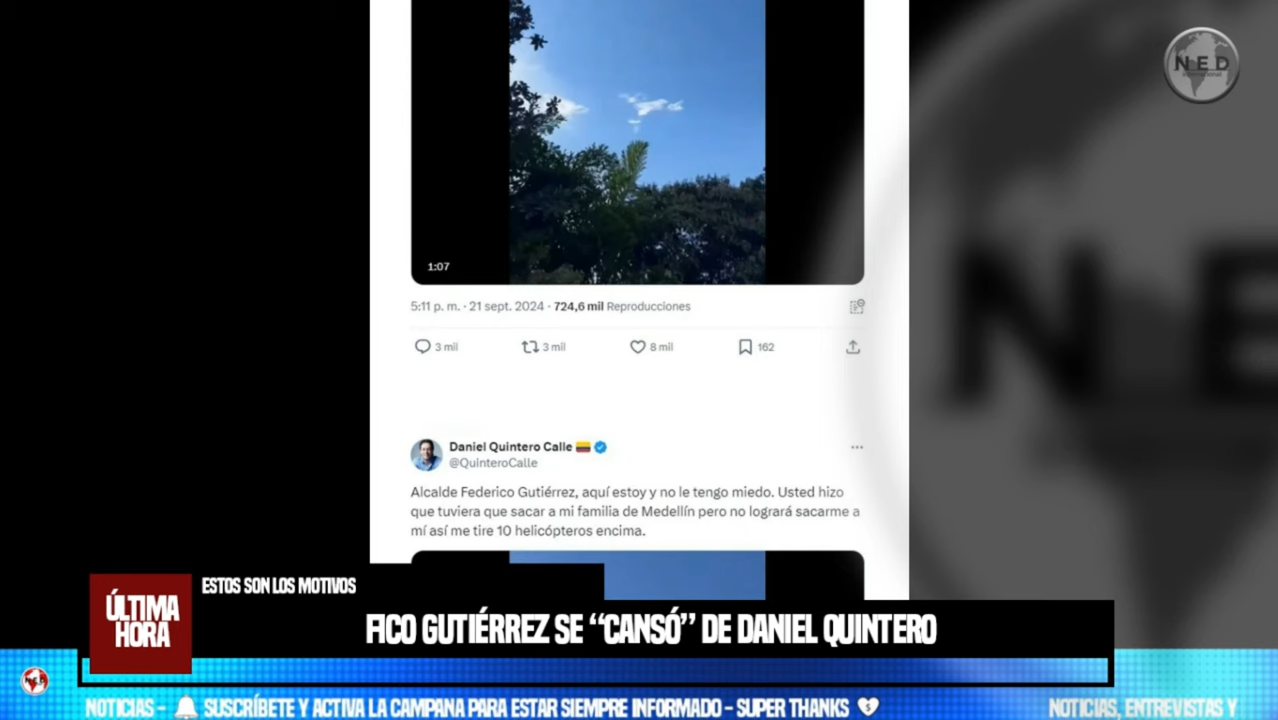 NED
international
1:07
5:11 p. m. · 21 sept. 2024 · 724,6 mil Reproducciones
3 mil 3 mil 8 mil 162
Daniel Quintero Calle
@QuinteroCalle
Alcalde Federico Gutiérrez, aquí estoy y no le tengo miedo. Usted hizo
que tuviera que sacar a mi familia de Medellín pero no logrará sacarme a
mí así me tire 10 helicópteros encima.
ESTOS SON LOS MOTIVOS
ÚLTIMA
HORA
FICO GUTIÉRREZ SE “CANSÓ” DE DANIEL QUINTERO
NOTICIAS - SUSCRÍBETE Y ACTIVA LA CAMPANA PARA ESTAR SIEMPRE INFORMADO - SUPER THANKS NOTICIAS, ENTREVISTAS Y